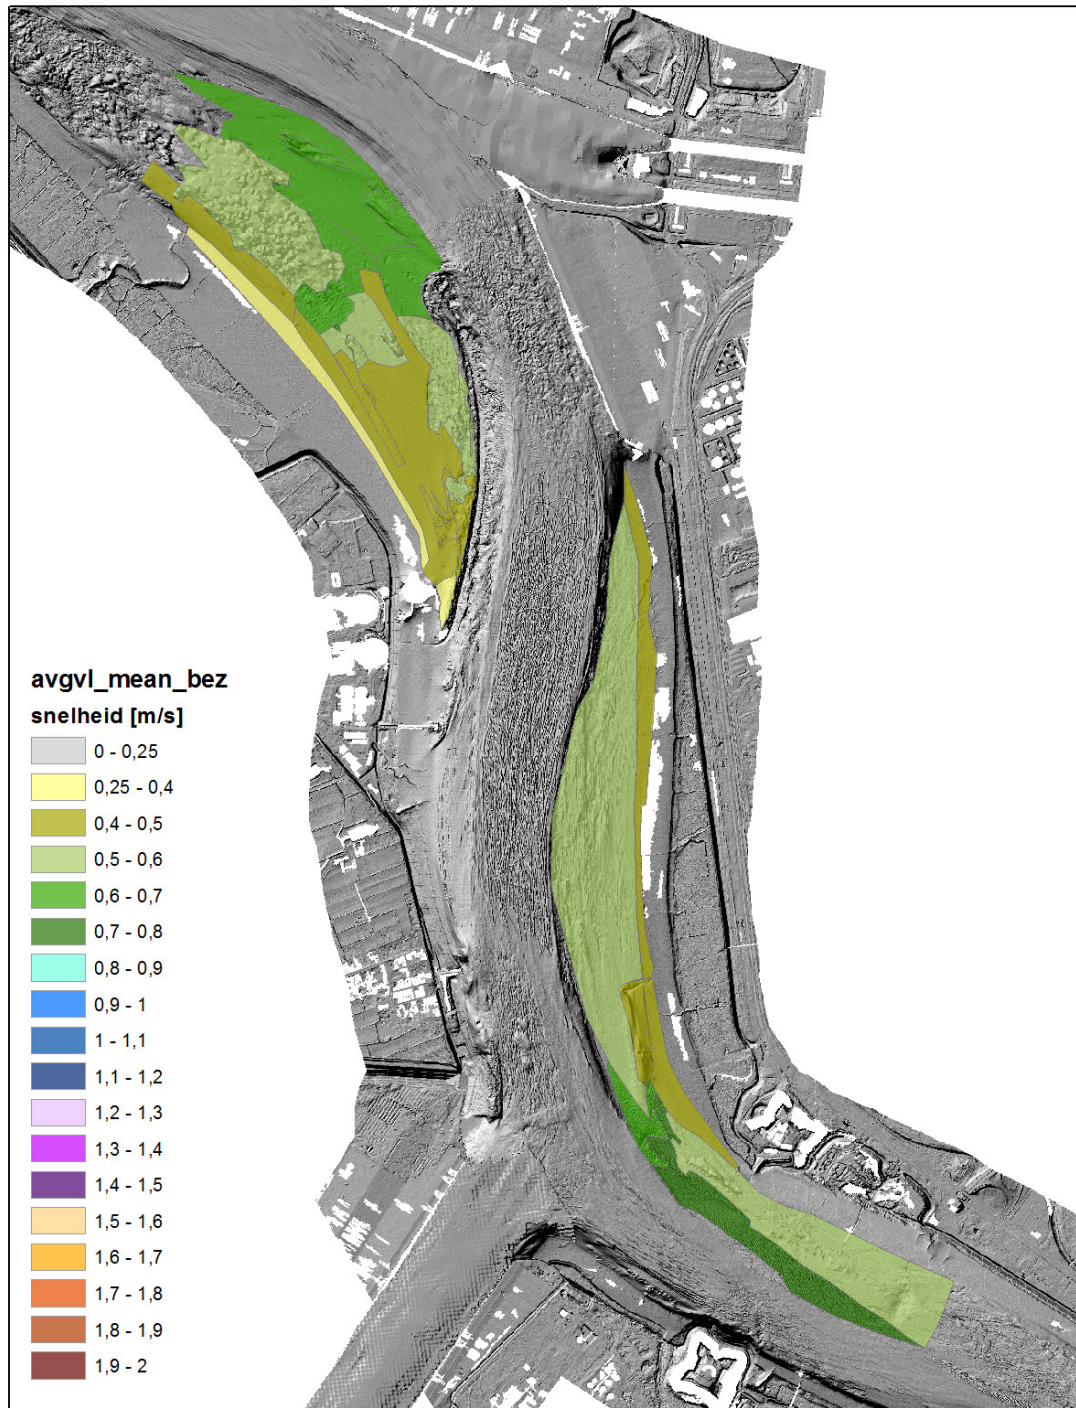 avgvl_mean_bez
snelheid [m/s]
0 - 0,25
0,25 - 0,4
0,4 - 0,5
0,5 - 0,6
0,6 - 0,7
0,7 - 0,8
0,8 - 0,9
0,9 - 1
1 - 1,1
1,1 - 1,2
1,2 - 1,3
1,3 - 1,4
1,4 - 1,5
1,5 - 1,6
1,6 - 1,7
1,7 - 1,8
1,8 - 1,9
1,9 - 2